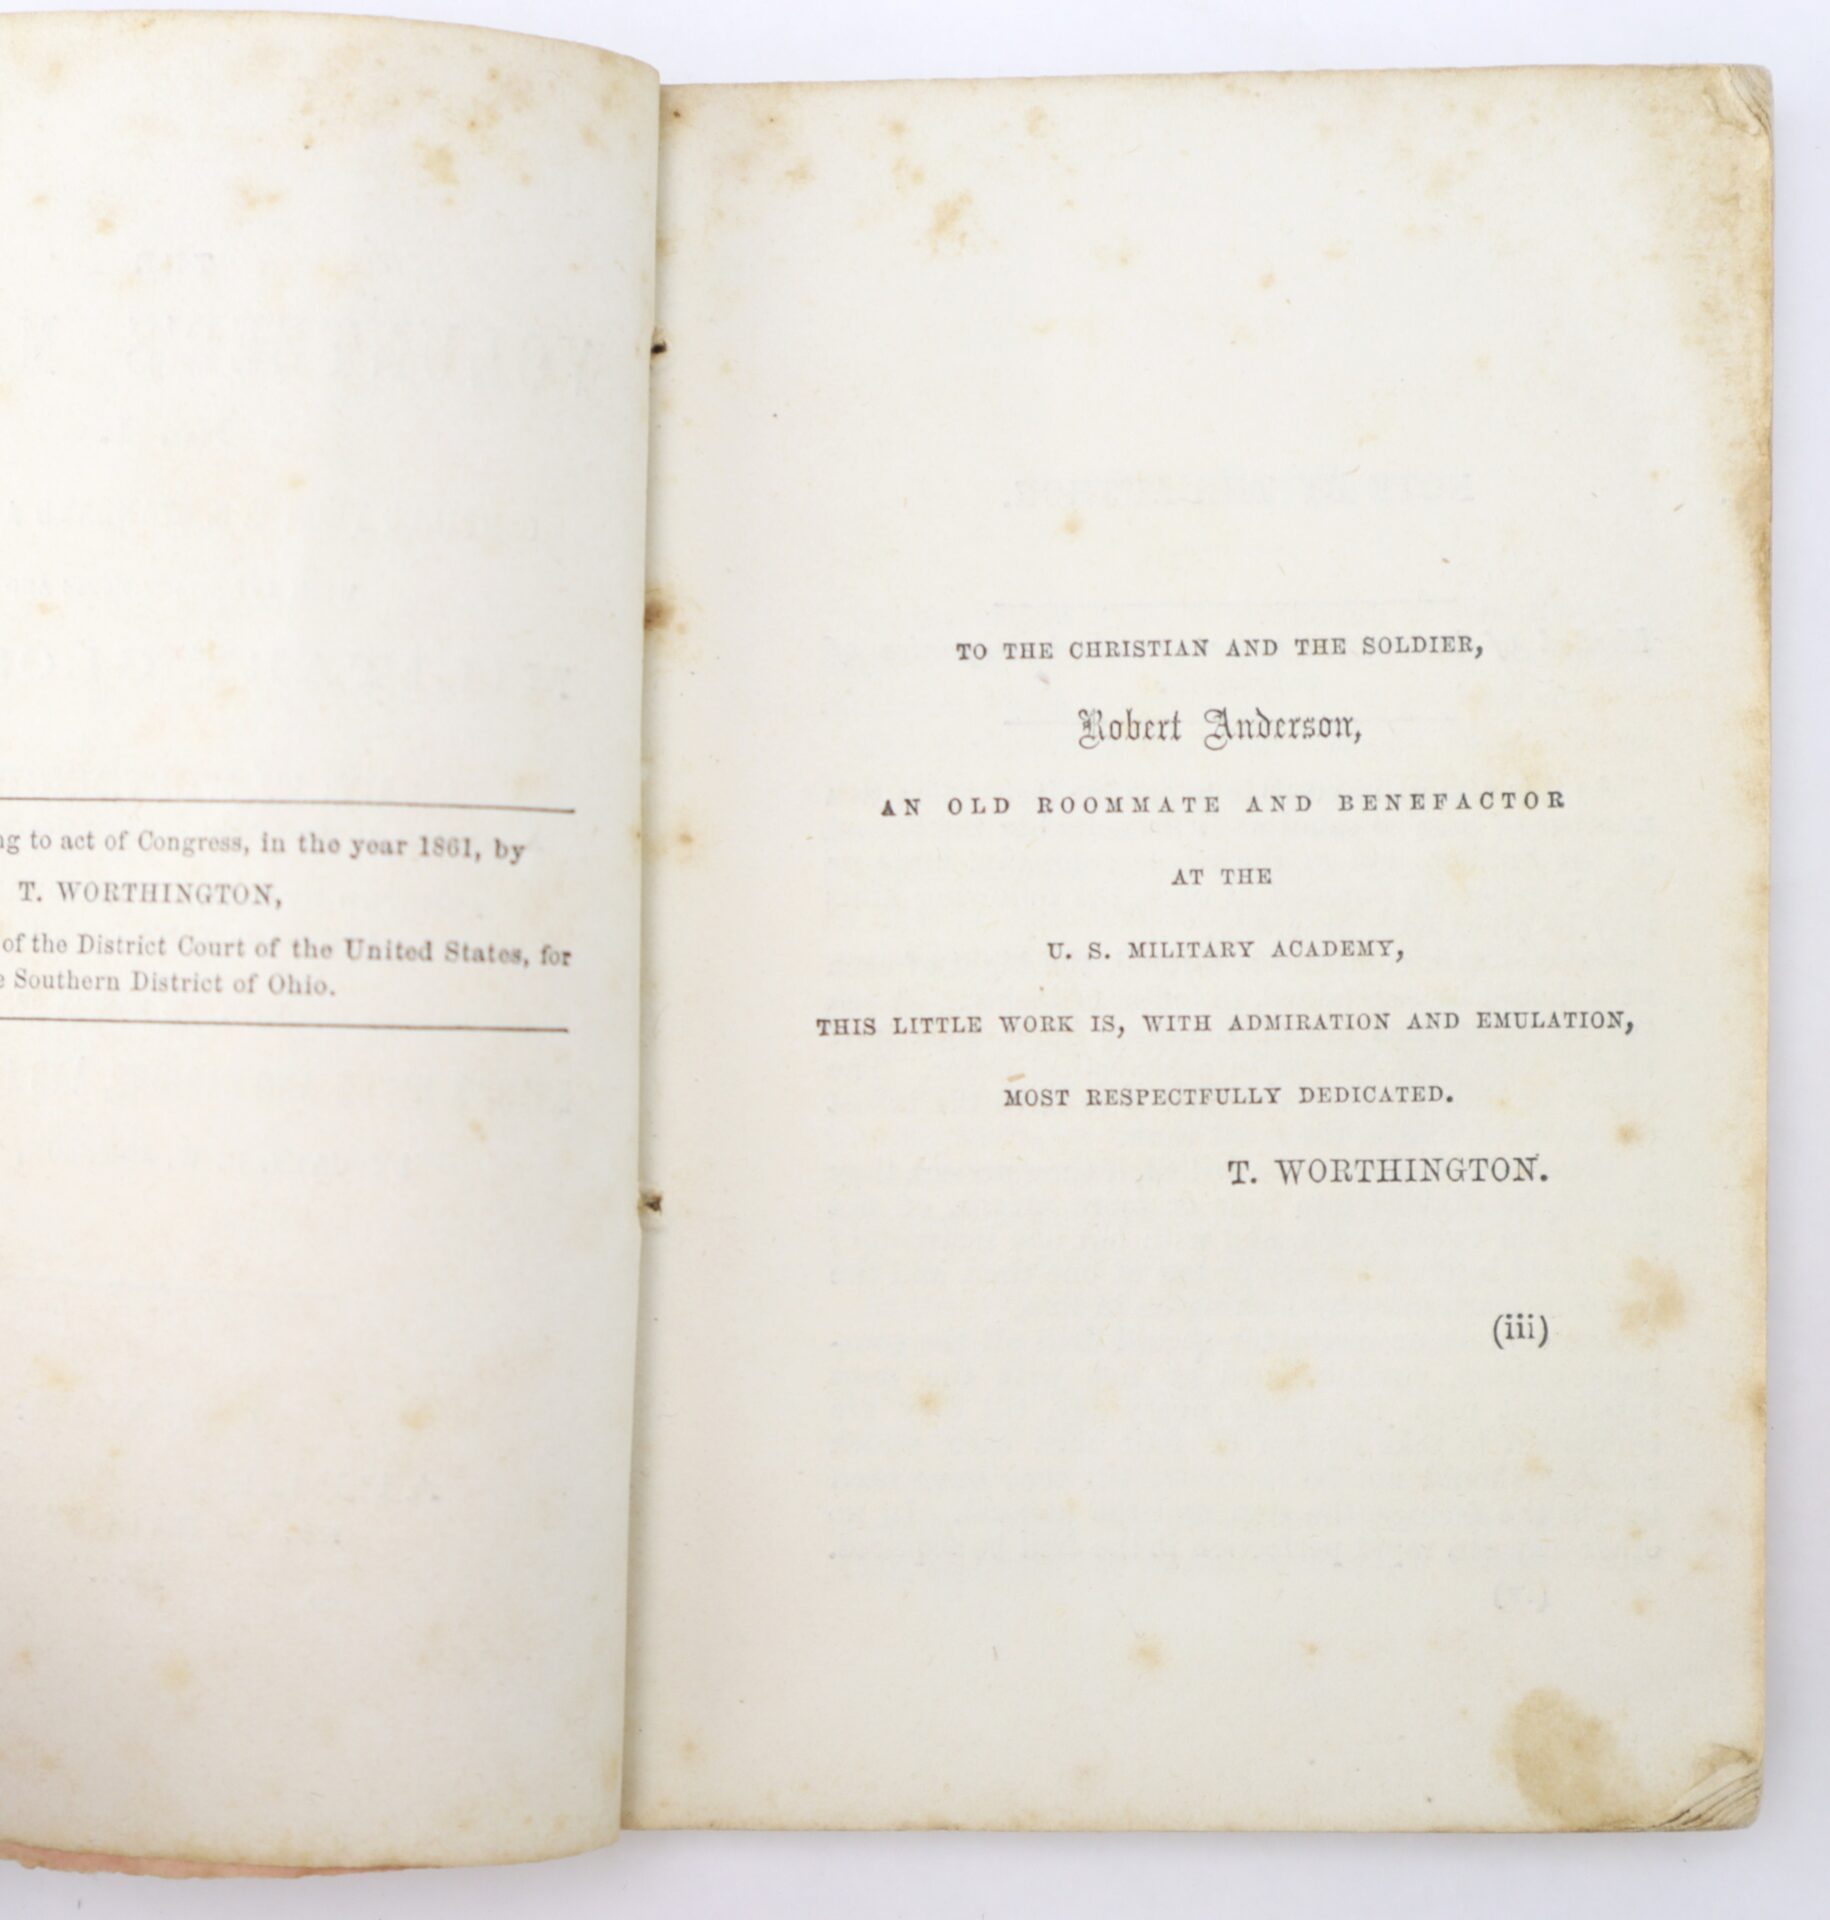 ng to act of Congress, in the year 1861, by
T. WORTHINGTON,
of the District Court of the United States, for
e Southern District of Ohio.
TO THE CHRISTIAN AND THE SOLDIER,
Robert Anderson,
AN OLD ROOMMATE AND BENEFACTOR
AT THE
U. S. MILITARY ACADEMY,
THIS LITTLE WORK IS, WITH ADMIRATION AND EMULATION,
MOST RESPECTFULLY DEDICATED.
T. WORTHINGTON.
(iii)